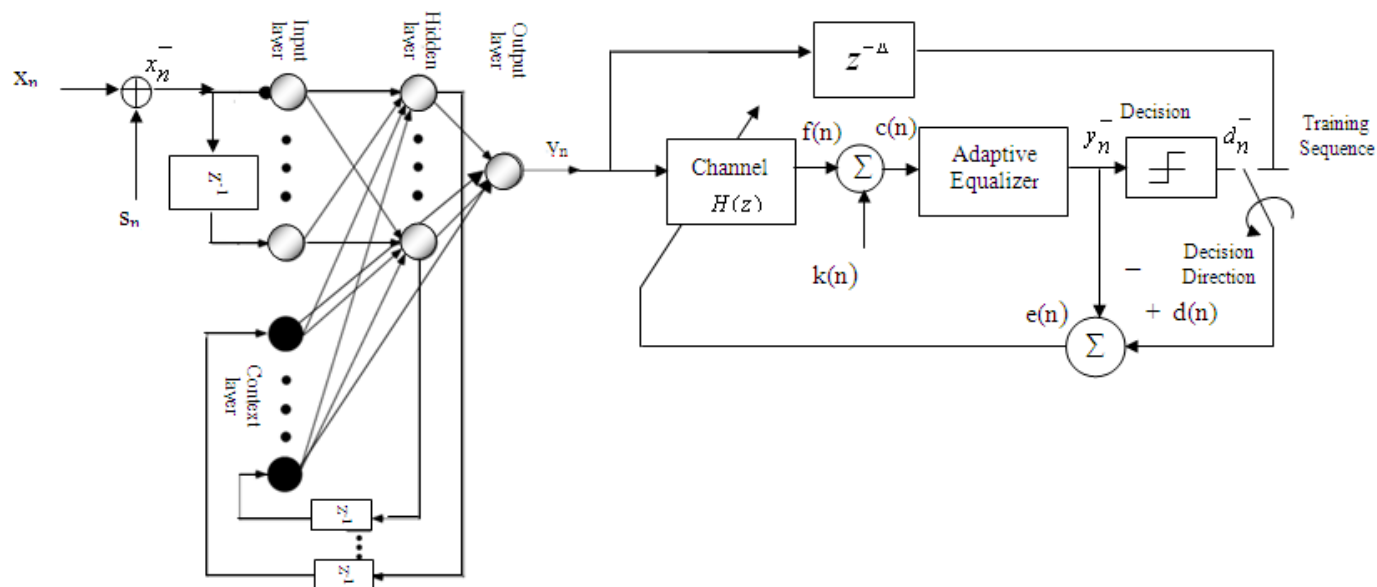 Xₙ
x̄ₙ
Sₙ
Z⁻¹
Input layer
Hidden layer
Output layer
Context layer
Z⁻¹
Z⁻¹
Yₙ
z⁻ᐞ
Channel
H(z)
f(n)
Σ
k(n)
c(n)
Adaptive
Equalizer
ȳₙ
Decision
d̄ₙ
Training
Sequence
Decision
Direction
−
+ d(n)
e(n)
Σ